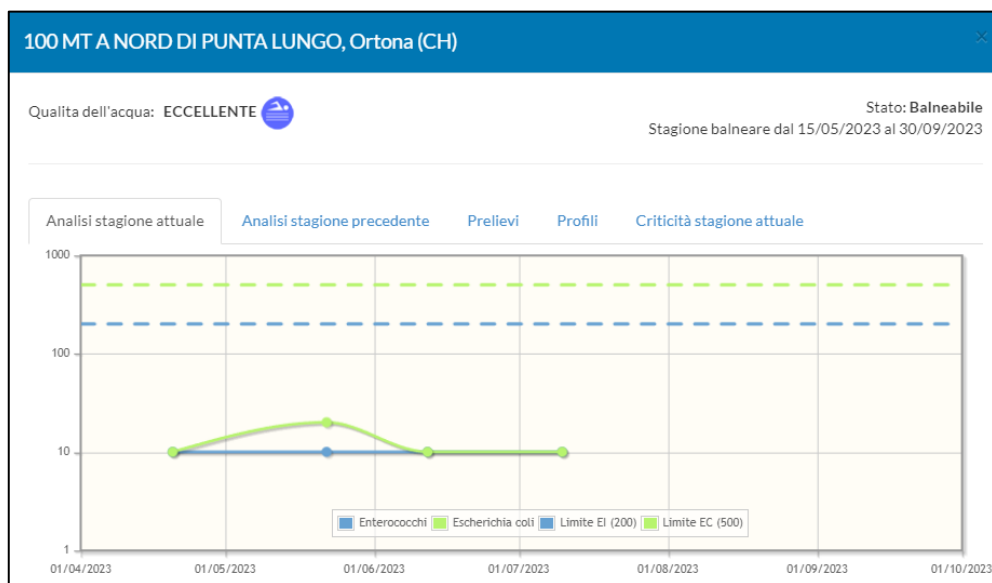 100 MT A NORD DI PUNTA LUNGO, Ortona (CH)
×
Qualita dell'acqua: ECCELLENTE
Stato: Balneabile
Stagione balneare dal 15/05/2023 al 30/09/2023
Analisi stagione attuale
Analisi stagione precedente
Prelievi
Profili
Criticità stagione attuale
1000
100
10
1
Enterococchi
Escherichia coli
Limite EI (200)
Limite EC (500)
01/04/2023
01/05/2023
01/06/2023
01/07/2023
01/08/2023
01/09/2023
01/10/2023